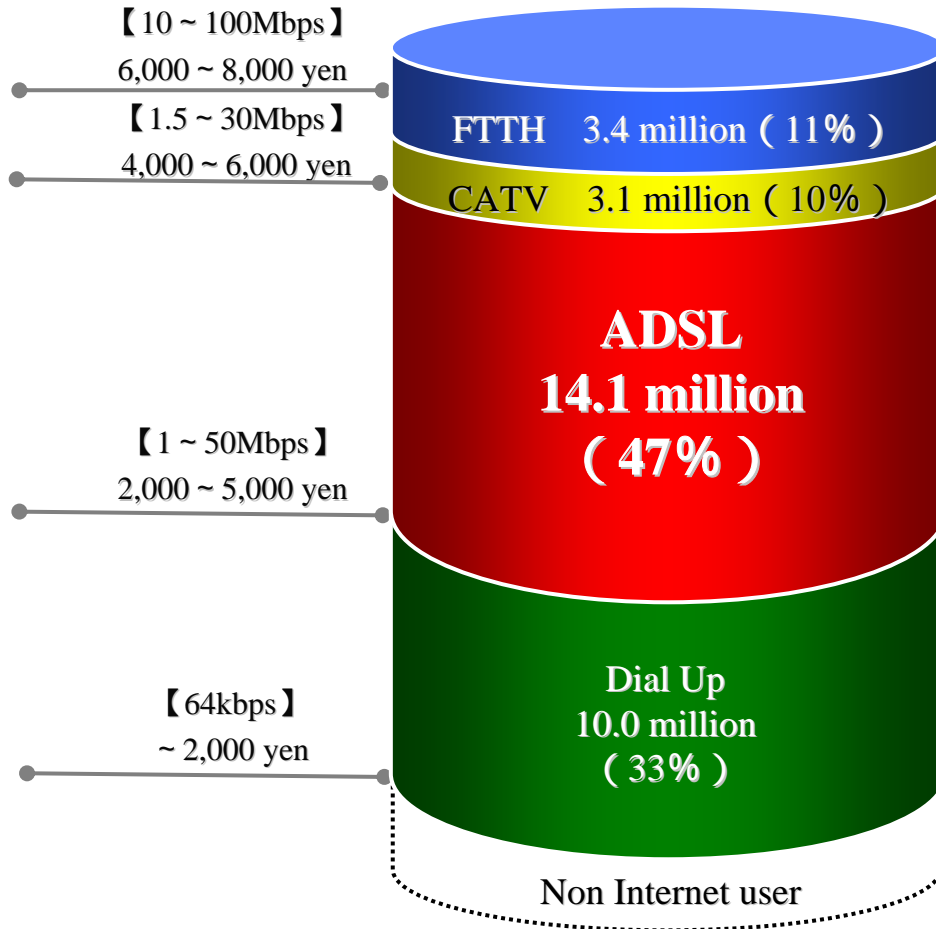 【10~100Mbps】
6,000~8,000 yen
【1.5~30Mbps】
4,000~6,000 yen
FTTH 3.4 million(11%)
CATV 3.1 million(10%)
ADSL
14.1 million
(47%)
【1~50Mbps】
2,000~5,000 yen
Dial Up
10.0 million
(33%)
【64kbps】
~2,000 yen
Non Internet user